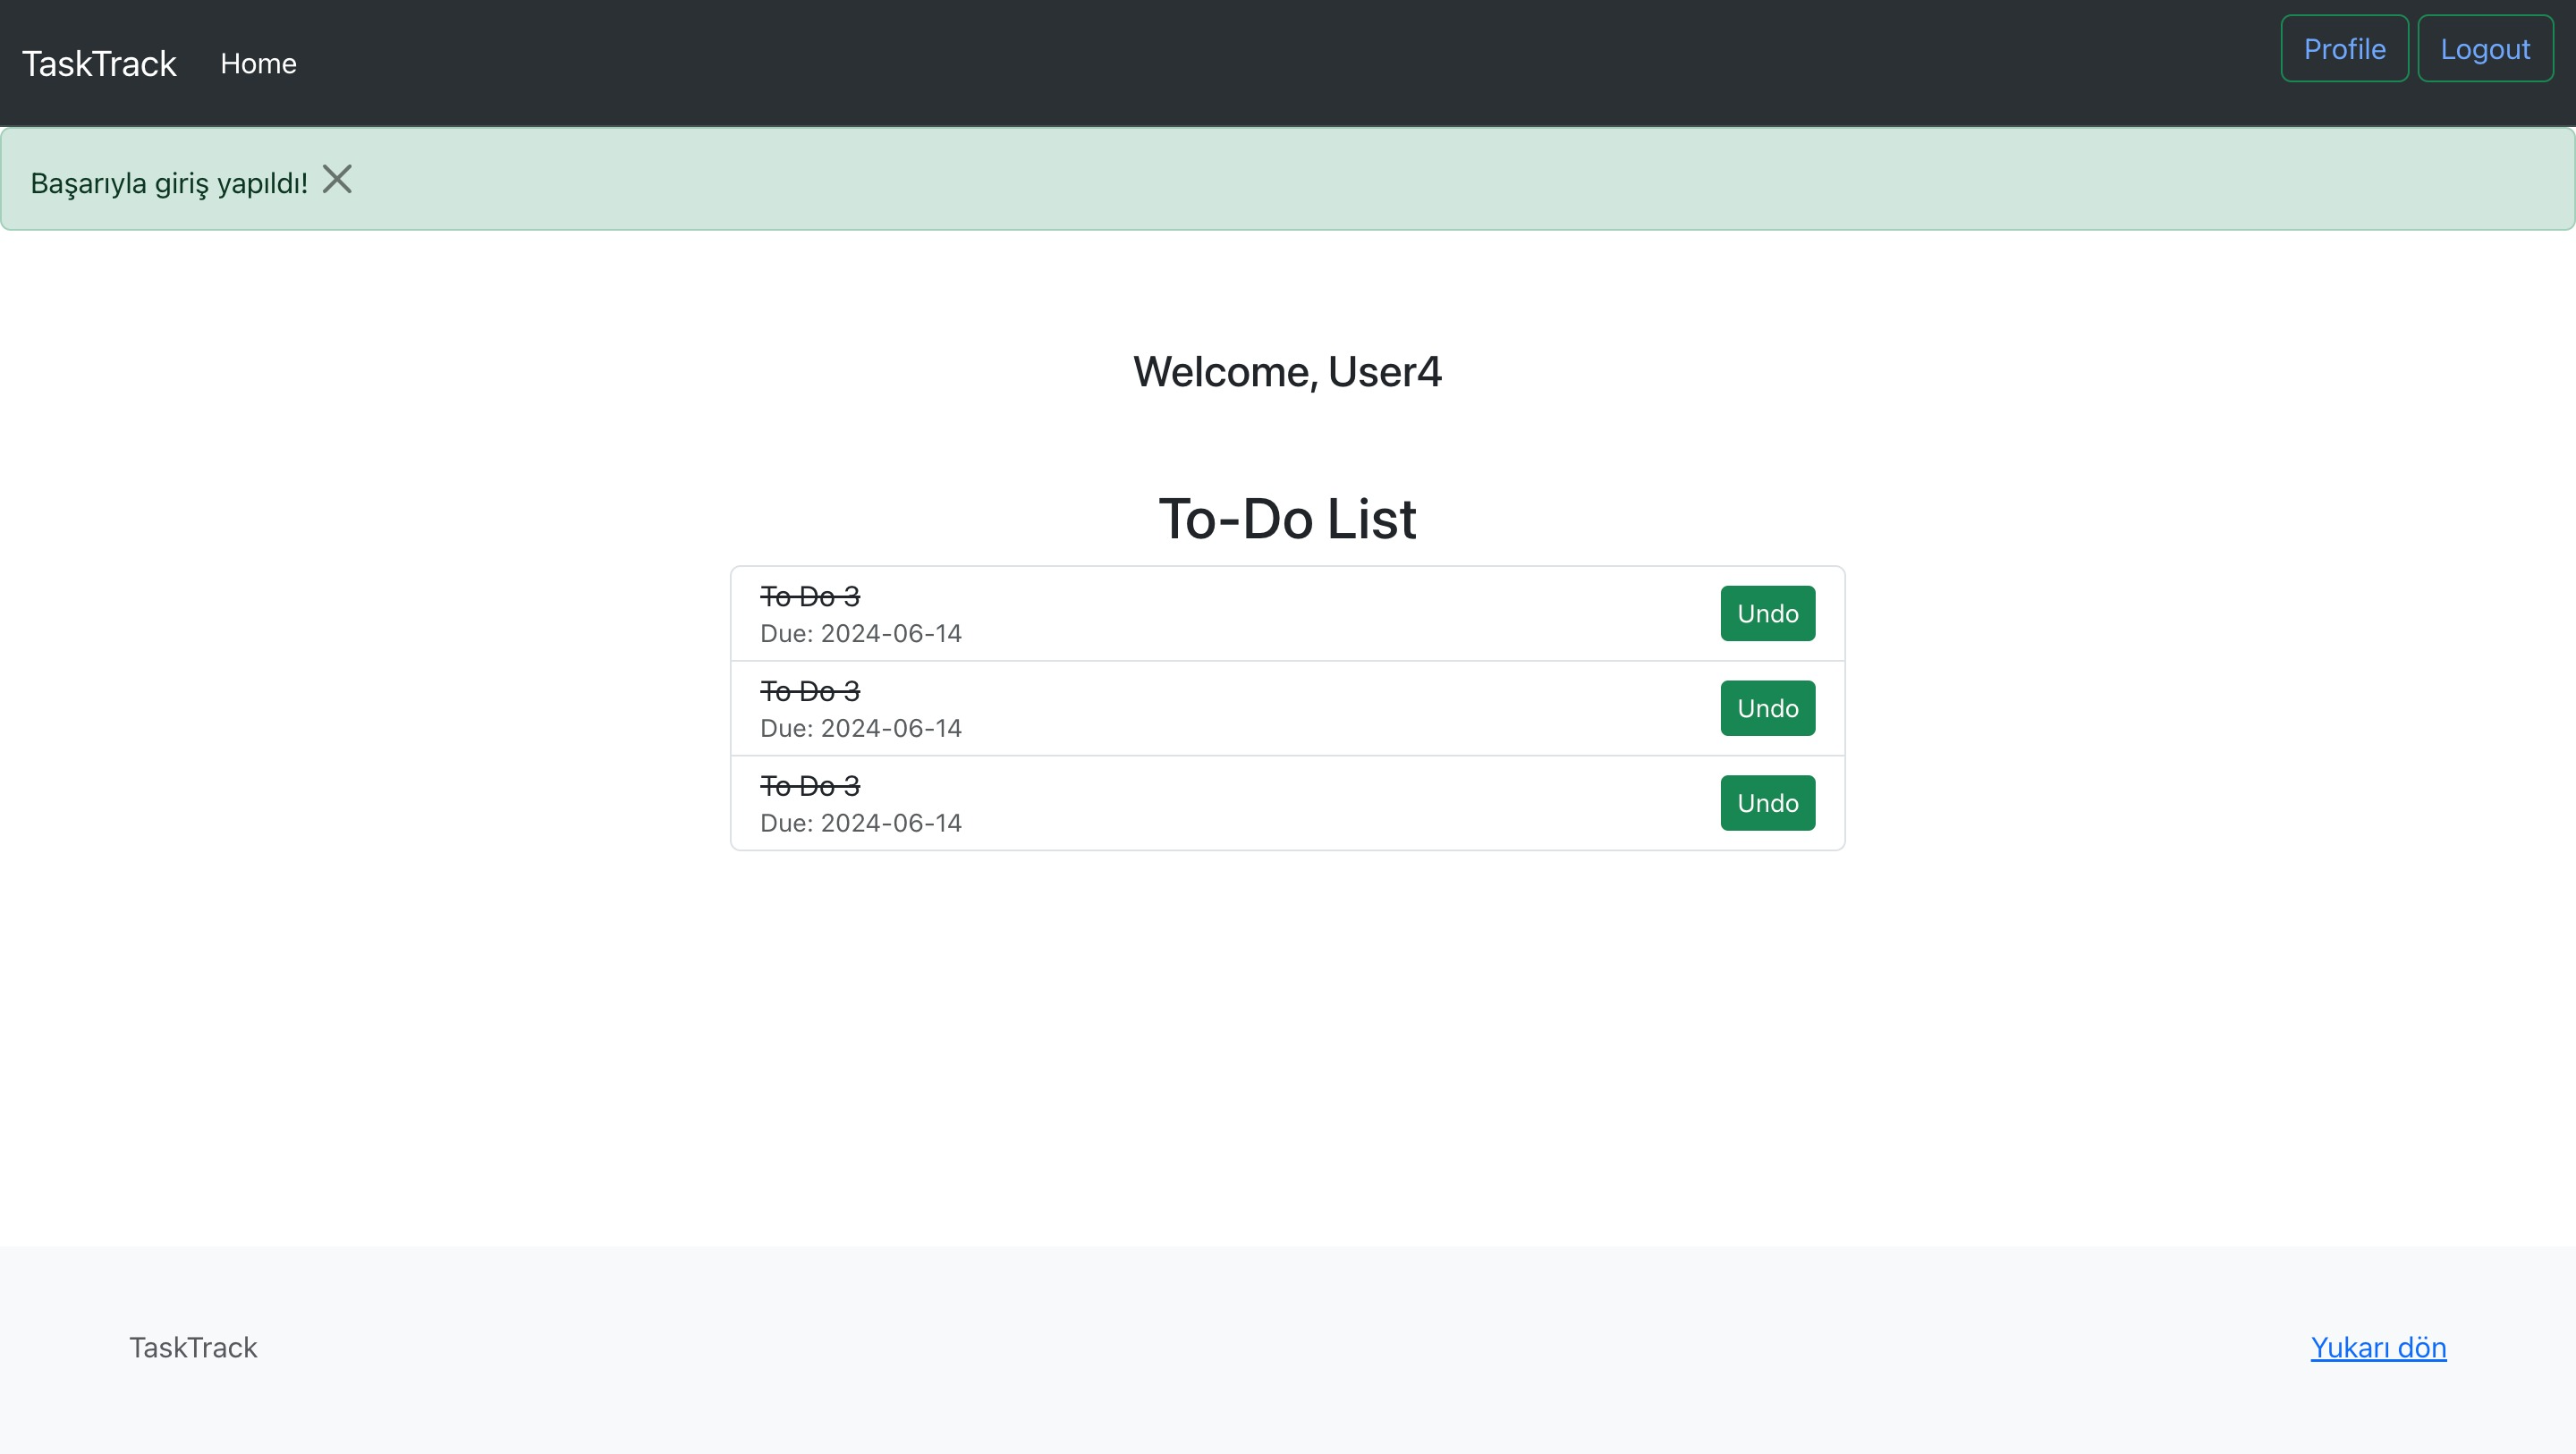 TaskTrack Home Profile Logout
Başarıyla giriş yapıldı!
Welcome, User4
To-Do List
To Do 3
Due: 2024-06-14
Undo
To Do 3
Due: 2024-06-14
Undo
To Do 3
Due: 2024-06-14
Undo
TaskTrack
Yukarı dön